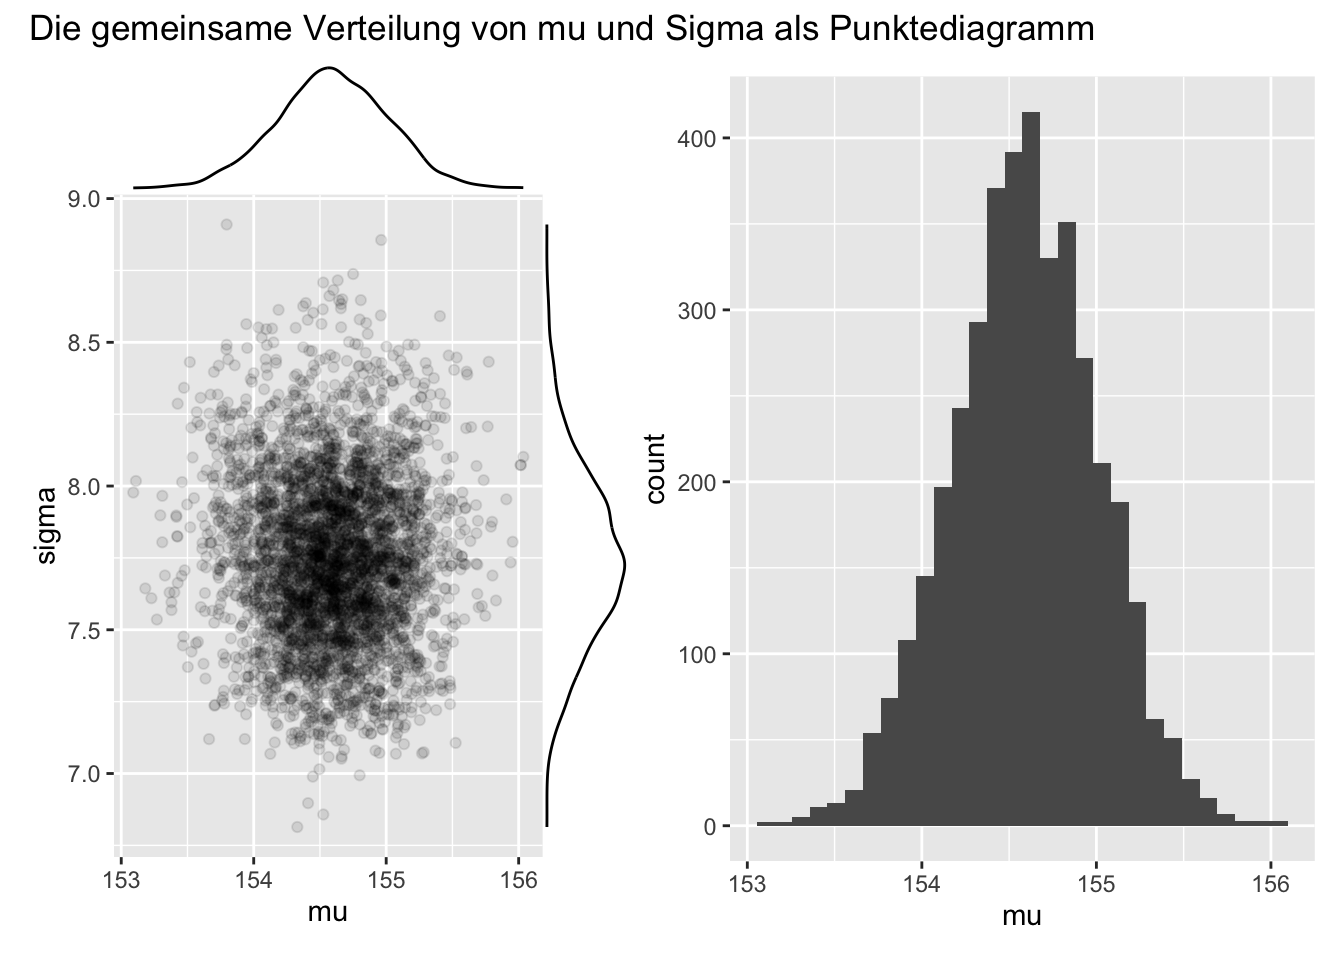 Die gemeinsame Verteilung von mu und Sigma als Punktediagramm
9.0
8.5
8.0
7.5
7.0
sigma
153 154 155 156
mu
400
300
200
100
0
count
153 154 155 156
mu